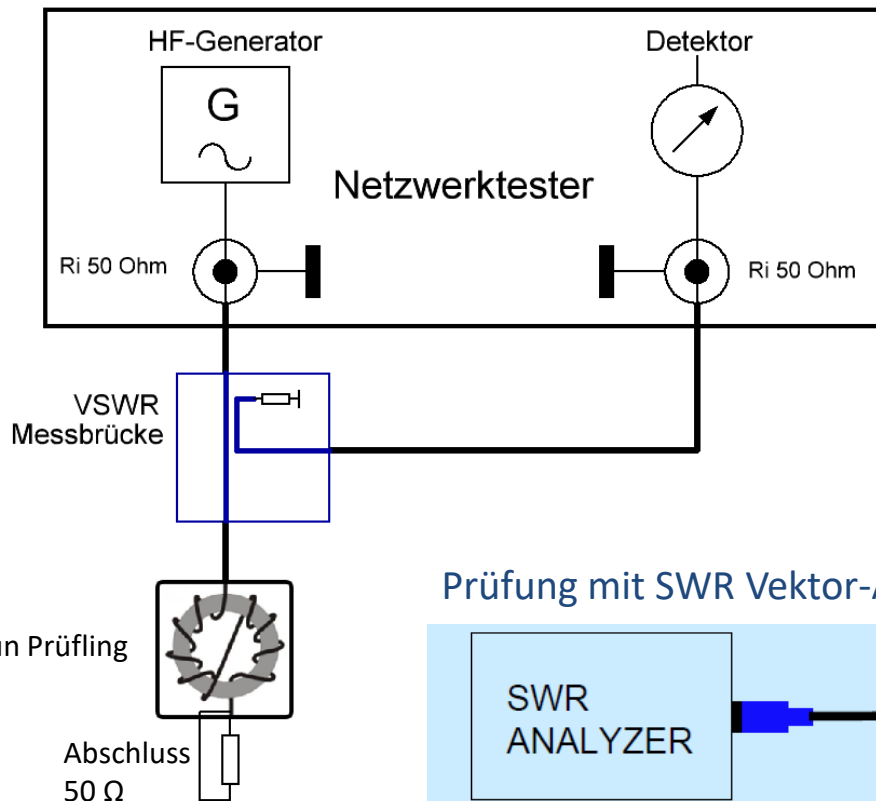 HF-Generator
Detektor
G
Netzwerktester
Ri 50 Ohm
Ri 50 Ohm
VSWR
Messbrücke
Prüfung mit SWR Vektor-A
n Prüfling
SWR
ANALYZER
Abschluss
50 Ω